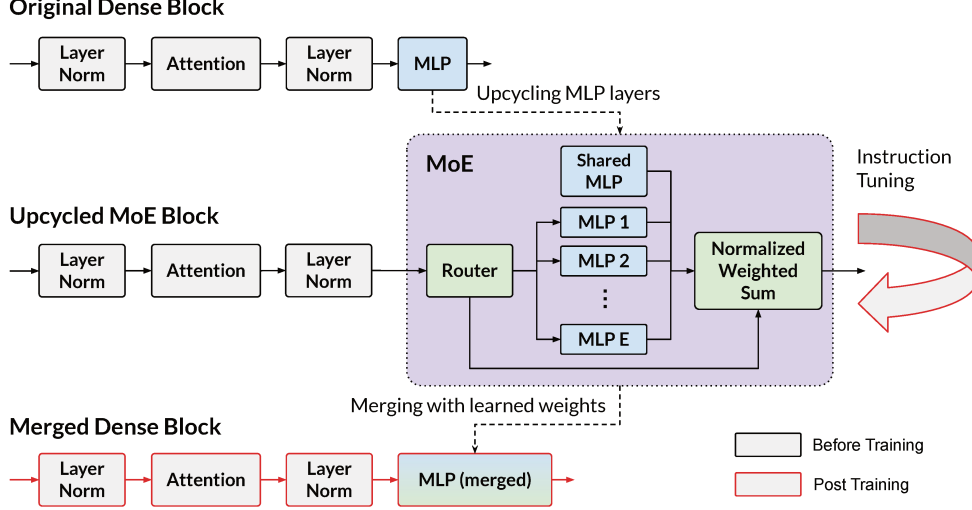 Original Dense Block
Layer
Norm
Attention
Layer
Norm
MLP
Upcycling MLP layers
MoE
Shared
MLP
Instruction
Tuning
Upcycled MoE Block
MLP 1
Layer
Norm
Attention
Layer
Norm
Router
MLP 2
⋮
MLP E
Normalized
Weighted
Sum
Merging with learned weights
Merged Dense Block
Layer
Norm
Attention
Layer
Norm
MLP (merged)
Before Training
Post Training